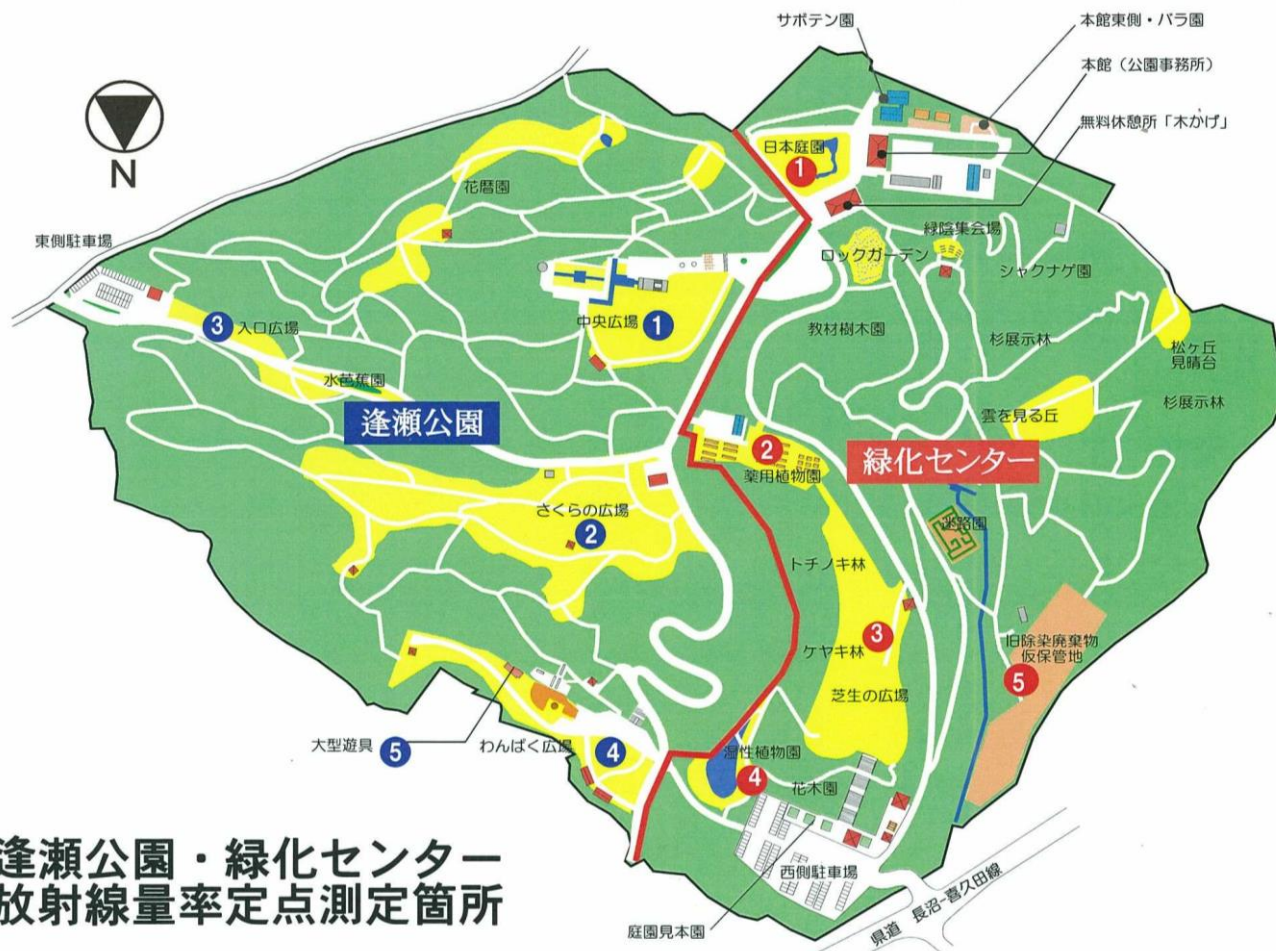 サボテン園
本館東側・バラ園
本館（公園事務所）
無料休憩所「木かげ」
N
日本庭園
1
花暦園
東側駐車場
緑陰集会場
ロックガーデン
シャクナゲ園
3 入口広場
中央広場 1
教材樹木園
杉展示林
松ヶ丘
見晴台
水芭蕉園
杉展示林
逢瀬公園
雲を見る丘
2
緑化センター
薬用植物園
さくらの広場
2
迷路園
トチノキ林
3
ケヤキ林
旧除染廃棄物
仮保管地
5
芝生の広場
大型遊具 5
わんぱく広場
4
湿性植物園
4
花木園
西側駐車場
逢瀬公園・緑化センター
放射線量率定点測定箇所
庭園見本園
県道 長沼-喜久田線